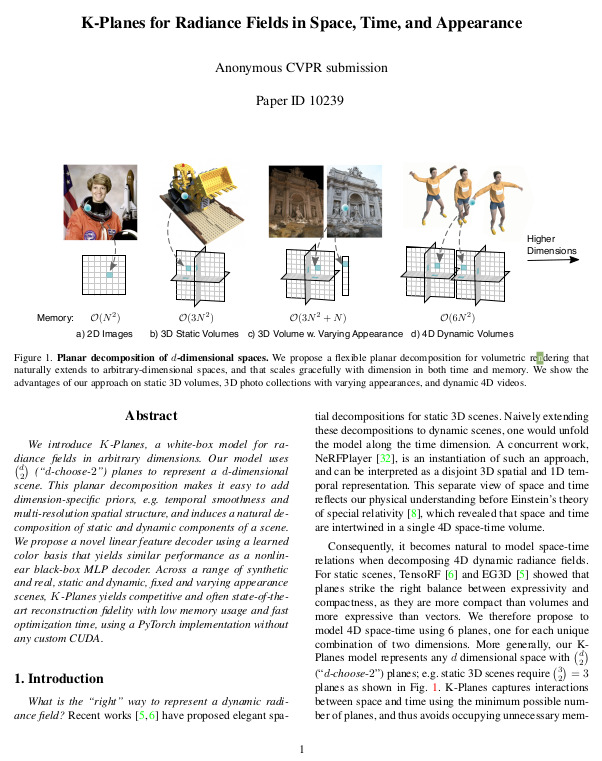 K-Planes for Radiance Fields in Space, Time, and Appearance
Anonymous CVPR submission
Paper ID 10239
Higher
Dimensions
Memory: O(N²) O(3N²) O(3N² + N) O(6N²)
a) 2D Images b) 3D Static Volumes c) 3D Volume w. Varying Appearance d) 4D Dynamic Volumes
Figure 1. Planar decomposition of d-dimensional spaces. We propose a flexible planar decomposition for volumetric rendering that
naturally extends to arbitrary-dimensional spaces, and that scales gracefully with dimension in both time and memory. We show the
advantages of our approach on static 3D volumes, 3D photo collections with varying appearances, and dynamic 4D videos.
Abstract
We introduce K-Planes, a white-box model for ra-
diance fields in arbitrary dimensions. Our model uses
(d 2) (“d-choose-2”) planes to represent a d-dimensional
scene. This planar decomposition makes it easy to add
dimension-specific priors, e.g. temporal smoothness and
multi-resolution spatial structure, and induces a natural de-
composition of static and dynamic components of a scene.
We propose a novel linear feature decoder using a learned
color basis that yields similar performance as a nonlin-
ear black-box MLP decoder. Across a range of synthetic
and real, static and dynamic, fixed and varying appearance
scenes, K-Planes yields competitive and often state-of-the-
art reconstruction fidelity with low memory usage and fast
optimization time, using a PyTorch implementation without
any custom CUDA.
1. Introduction
What is the “right” way to represent a dynamic radi-
ance field? Recent works [5,6] have proposed elegant spa-
tial decompositions for static 3D scenes. Naively extending
these decompositions to dynamic scenes, one would unfold
the model along the time dimension. A concurrent work,
NeRFPlayer [32], is an instantiation of such an approach,
and can be interpreted as a disjoint 3D spatial and 1D tem-
poral representation. This separate view of space and time
reflects our physical understanding before Einstein’s theory
of special relativity [8], which revealed that space and time
are intertwined in a single 4D space-time volume.
Consequently, it becomes natural to model space-time
relations when decomposing 4D dynamic radiance fields.
For static scenes, TensoRF [6] and EG3D [5] showed that
planes strike the right balance between expressivity and
compactness, as they are more compact than volumes and
more expressive than vectors. We therefore propose to
model 4D space-time using 6 planes, one for each unique
combination of two dimensions. More generally, our K-
Planes model represents any d dimensional space with (d 2)
(“d-choose-2”) planes; e.g. static 3D scenes require (3 2) = 3
planes as shown in Fig. 1. K-Planes captures interactions
between space and time using the minimum possible num-
ber of planes, and thus avoids occupying unnecessary mem-
1